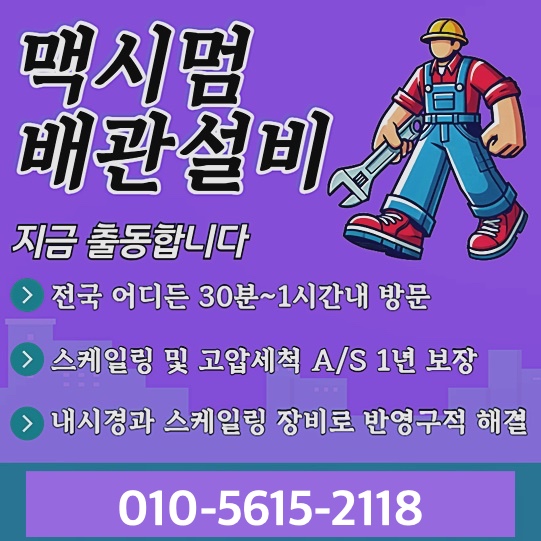 맥시멈
배관설비
지금 출동합니다
전국 어디든 30분~1시간내 방문
스케일링 및 고압세척 A/S 1년 보장
내시경과 스케일링 장비로 반영구적 해결
010-5615-2118